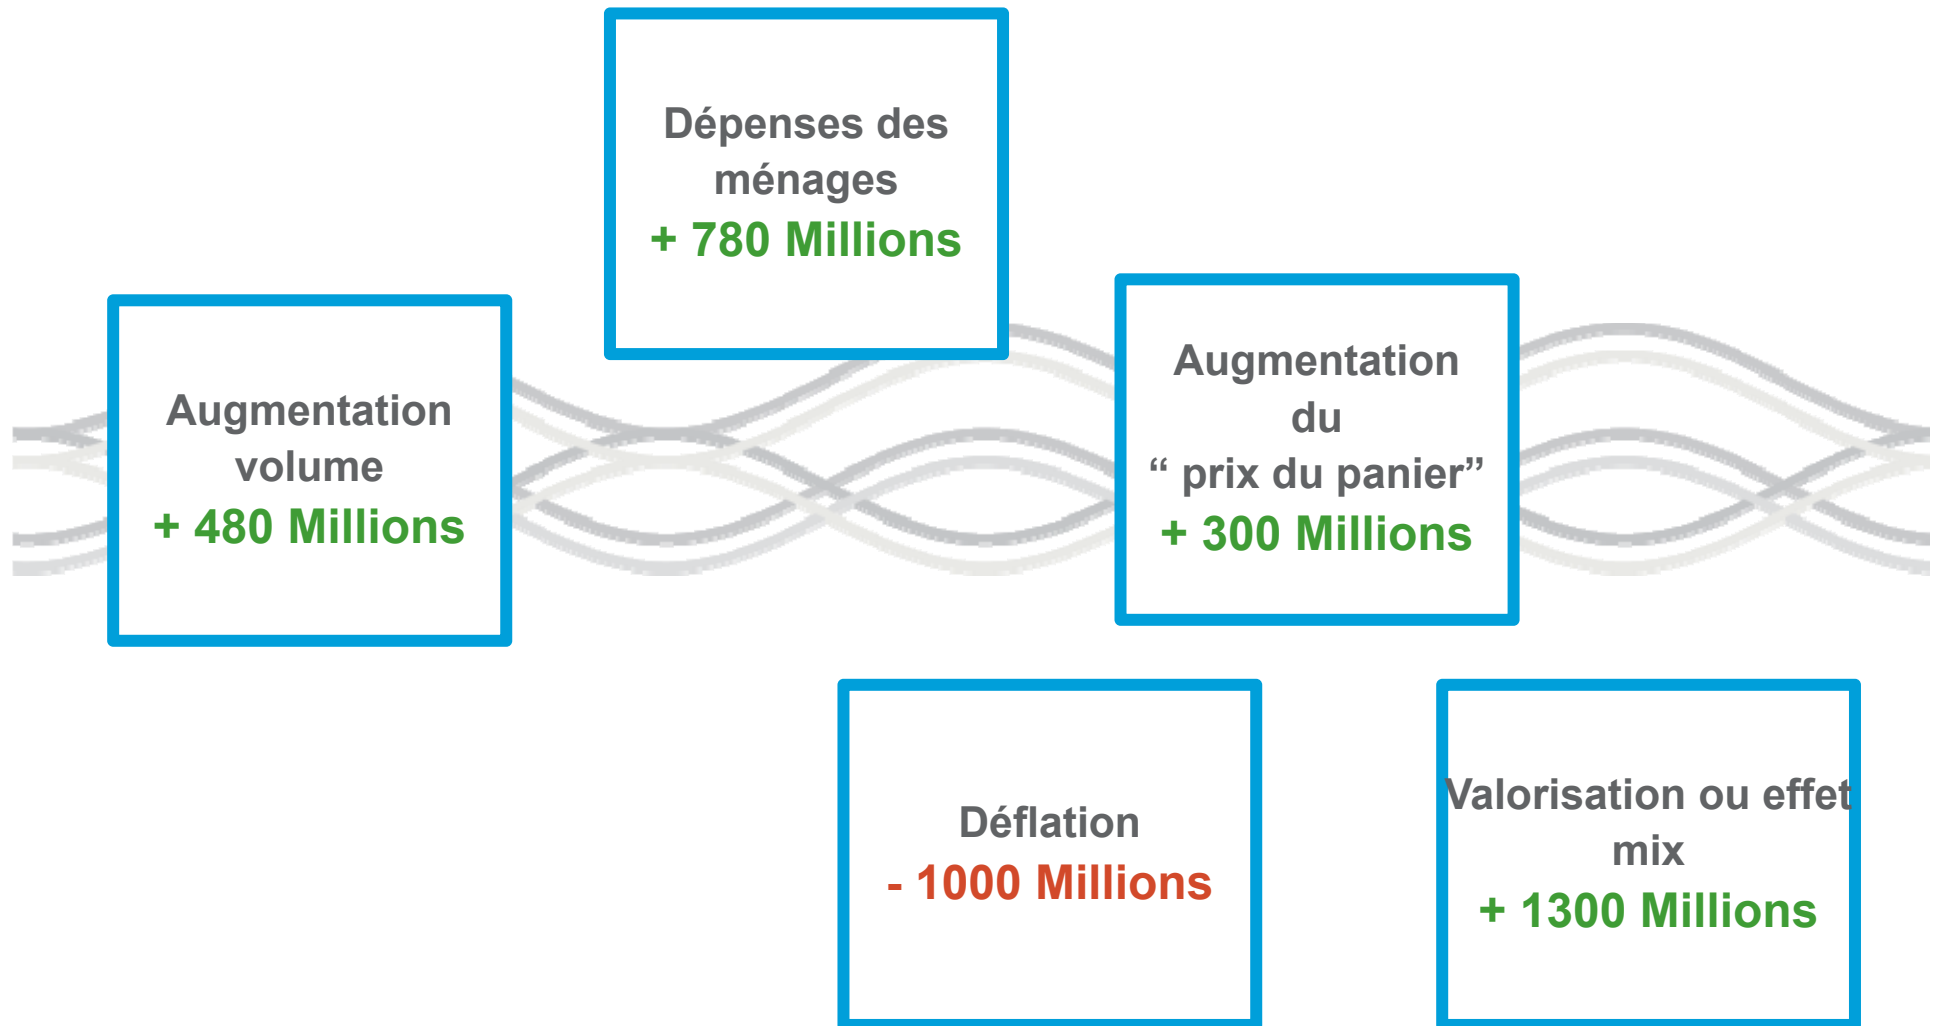 Dépenses des
ménages
+ 780 Millions
Augmentation
volume
+ 480 Millions
Augmentation
du
“ prix du panier”
+ 300 Millions
Déflation
- 1000 Millions
Valorisation ou effet
mix
+ 1300 Millions